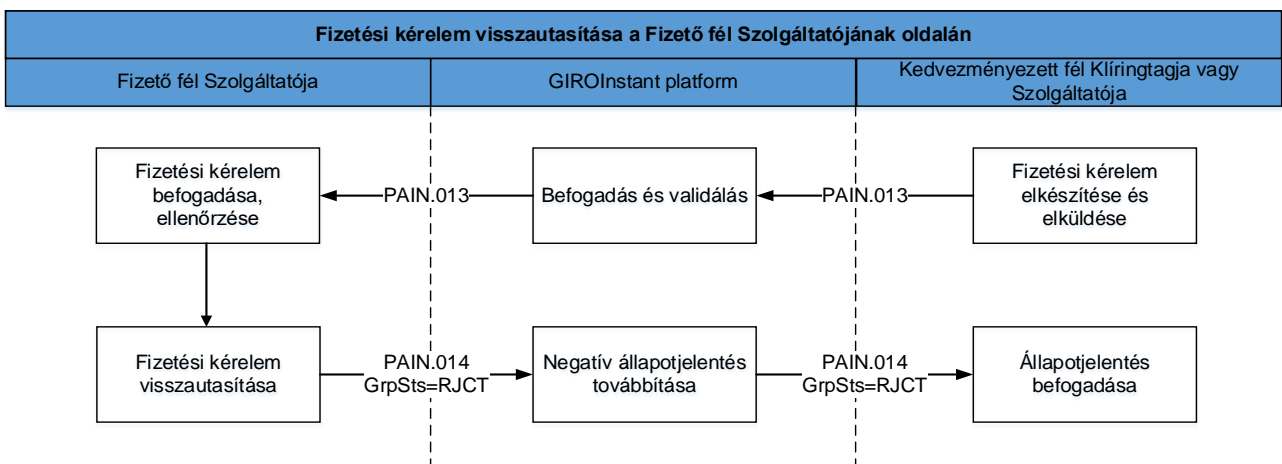 Fizetési kérelem visszautasítása a Fizető fél Szolgáltatójának oldalán
Fizető fél Szolgáltatója
GIROInstant platform
Kedvezményezett fél Klíringtagja vagy
Szolgáltatója
Fizetési kérelem
befogadása,
ellenőrzése
PAIN.013
Befogadás és validálás
PAIN.013
Fizetési kérelem
elkészítése és
elküldése
Fizetési kérelem
visszautasítása
PAIN.014
GrpSts=RJCT
Negatív állapotjelentés
továbbítása
PAIN.014
GrpSts=RJCT
Állapotjelentés
befogadása